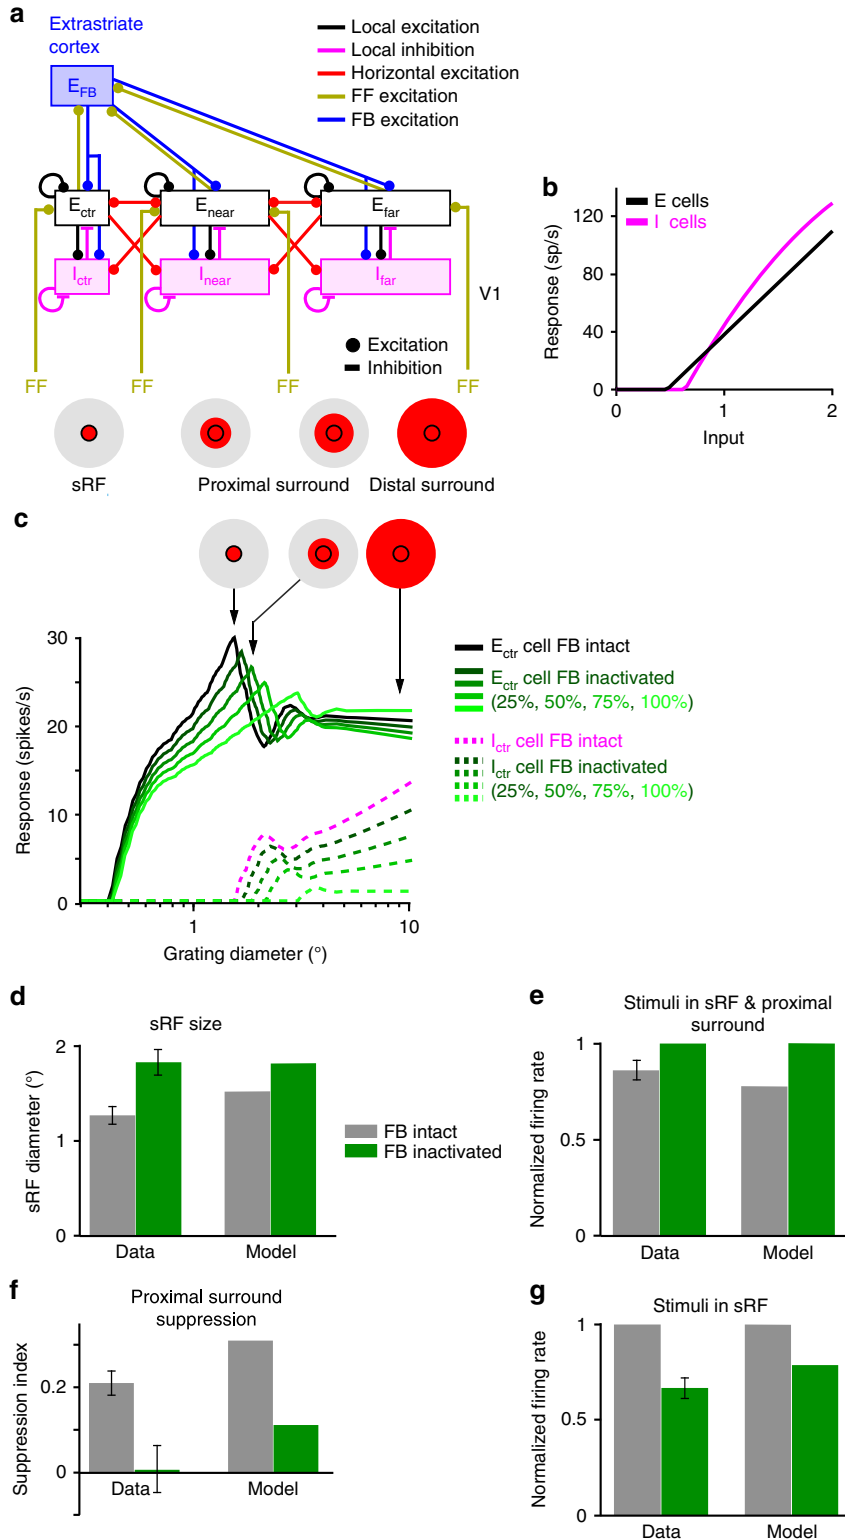 a
Extrastriate
cortex
Local excitation
Local inhibition
Horizontal excitation
FF excitation
FB excitation
E_FB
E_ctr
E_near
E_far
I_ctr
I_near
I_far
V1
Excitation
Inhibition
FF
FF
FF
FF
sRF
Proximal surround
Distal surround
b
E cells
I cells
Response (sp/s)
120
80
40
0
0
1
2
Input
c
Response (spikes/s)
30
20
10
0
1
10
Grating diameter (°)
E_ctr cell FB intact
E_ctr cell FB inactivated
(25%, 50%, 75%, 100%)
I_ctr cell FB intact
I_ctr cell FB inactivated
(25%, 50%, 75%, 100%)
d
sRF size
sRF diamreter (°)
2
1
0
Data
Model
FB intact
FB inactivated
e
Stimuli in sRF & proximal
surround
Normalized firing rate
1
0.5
0
Data
Model
f
Proximal surround
suppression
Suppression index
0.2
0
Data
Model
g
Stimuli in sRF
Normalized firing rate
1
0.5
0
Data
Model